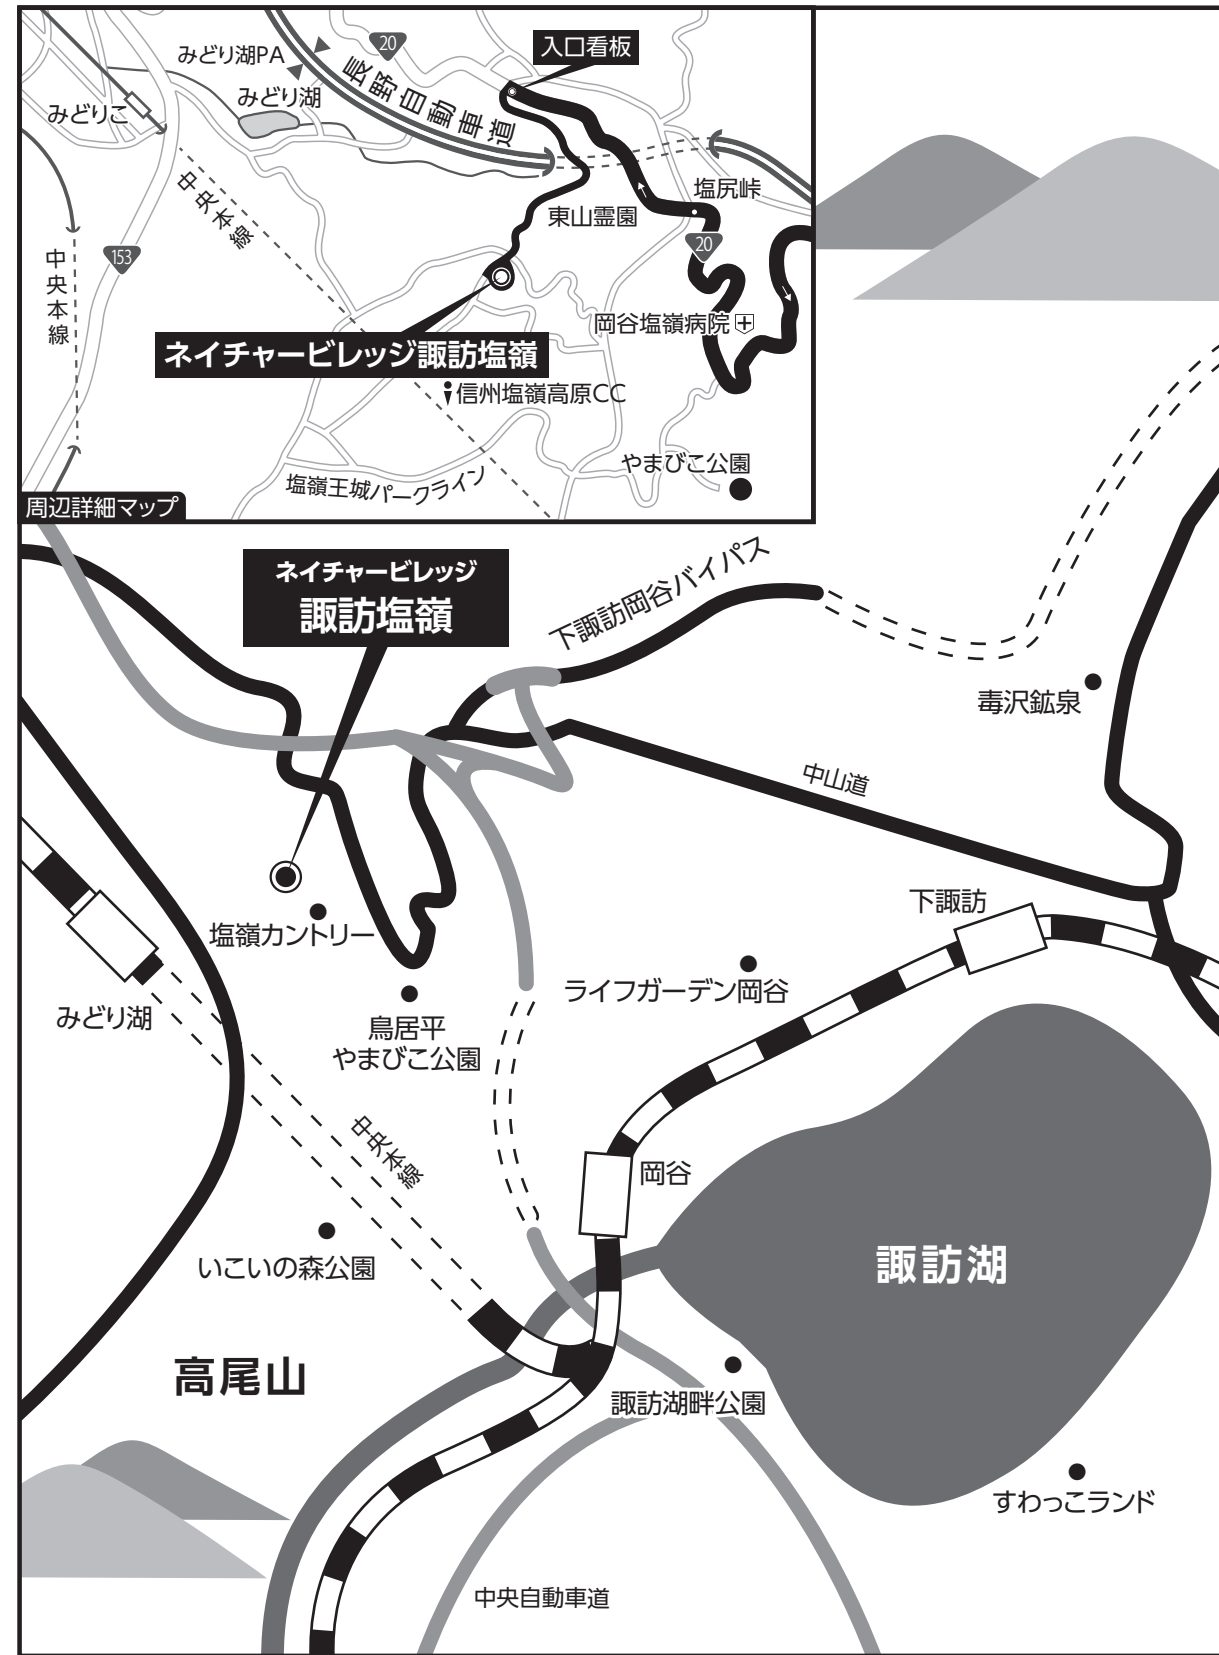 みどり湖PA
20
入口看板
長野自動車道
みどりこ
みどり湖
中央本線
塩尻峠
東山霊園
20
中央本線
153
岡谷塩嶺病院
ネイチャービレッジ諏訪塩嶺
信州塩嶺高原CC
やまびこ公園
塩嶺王城パークライン
周辺詳細マップ
ネイチャービレッジ
諏訪塩嶺
下諏訪岡谷バイパス
毒沢鉱泉
中山道
下諏訪
塩嶺カントリー
ライフガーデン岡谷
みどり湖
鳥居平
やまびこ公園
中央本線
岡谷
いこいの森公園
諏訪湖
高尾山
諏訪湖畔公園
すわっこランド
中央自動車道